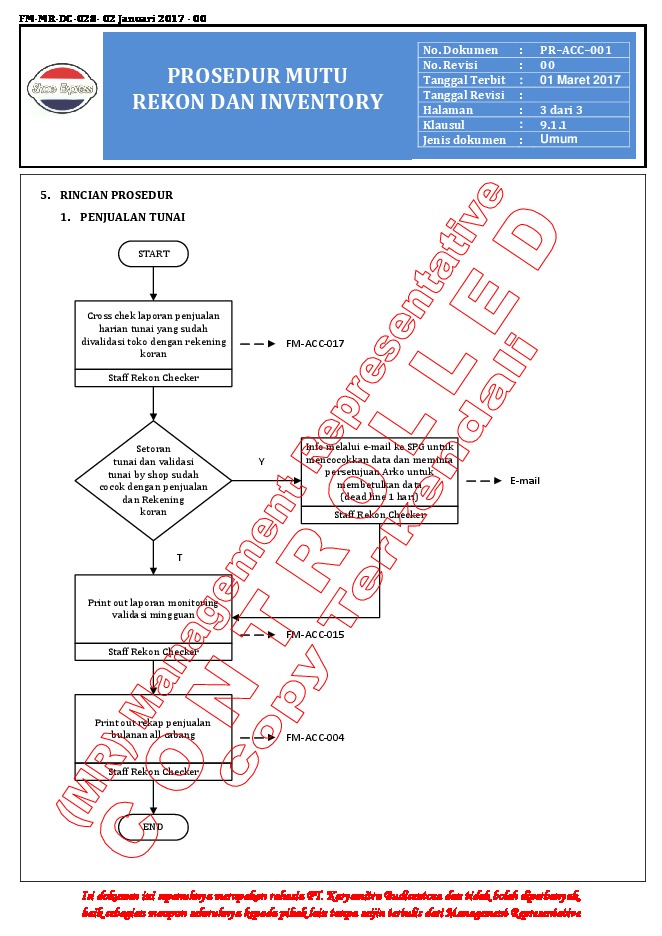 FM-MR-DC-028- 02 Januari 2017 - 00
Shoe Express
PROSEDUR MUTU
REKON DAN INVENTORY
No. Dokumen : PR–ACC–001
No. Revisi : 00
Tanggal Terbit : 01 Maret 2017
Tanggal Revisi :
Halaman : 3 dari 3
Klausul : 9.1.1
Jenis dokumen : Umum
5. RINCIAN PROSEDUR
1. PENJUALAN TUNAI
START
Cross chek laporan penjualan
harian tunai yang sudah
divalidasi toko dengan rekening
koran
Staff Rekon Checker
FM-ACC-017
Setoran
tunai dan validasi
tunai by shop sudah
cocok dengan penjualan
dan Rekening
koran
Y
T
Info melalui e-mail ke SPG untuk
mencocokkan data dan meminta
persetujuan Arko untuk
membetulkan data
(dead line 1 hari)
Staff Rekon Checker
E-mail
Print out laporan monitoring
validasi mingguan
Staff Rekon Checker
FM-ACC-015
Print out rekap penjualan
bulanan all cabang
Staff Rekon Checker
FM-ACC-004
END
(MR) Management Representative
CONTROLLED
Copy Terkendali
Isi dokumen ini sepenuhnya merupakan rahasia PT. Karyamitra Budisentosa dan tidak boleh diperbanyak,
baik sebagian maupun seluruhnya kepada pihak lain tanpa seijin tertulis dari Management Representative